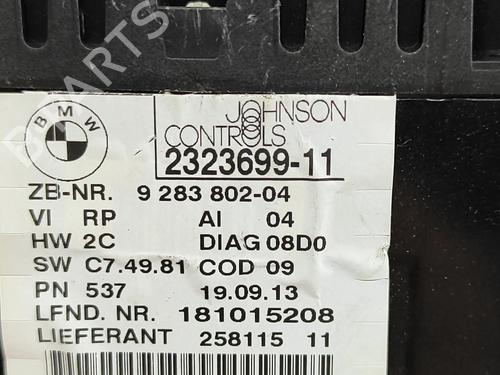 BMW
JOHNSON
CONTROLS
2323699-11
ZB-NR. 9 283 802-04
VI RP AI 04
HW 2C DIAG 08D0
SW C7.49.81 COD 09
PN 537 19.09.13
LFND. NR. 181015208
LIEFERANT 258115 11